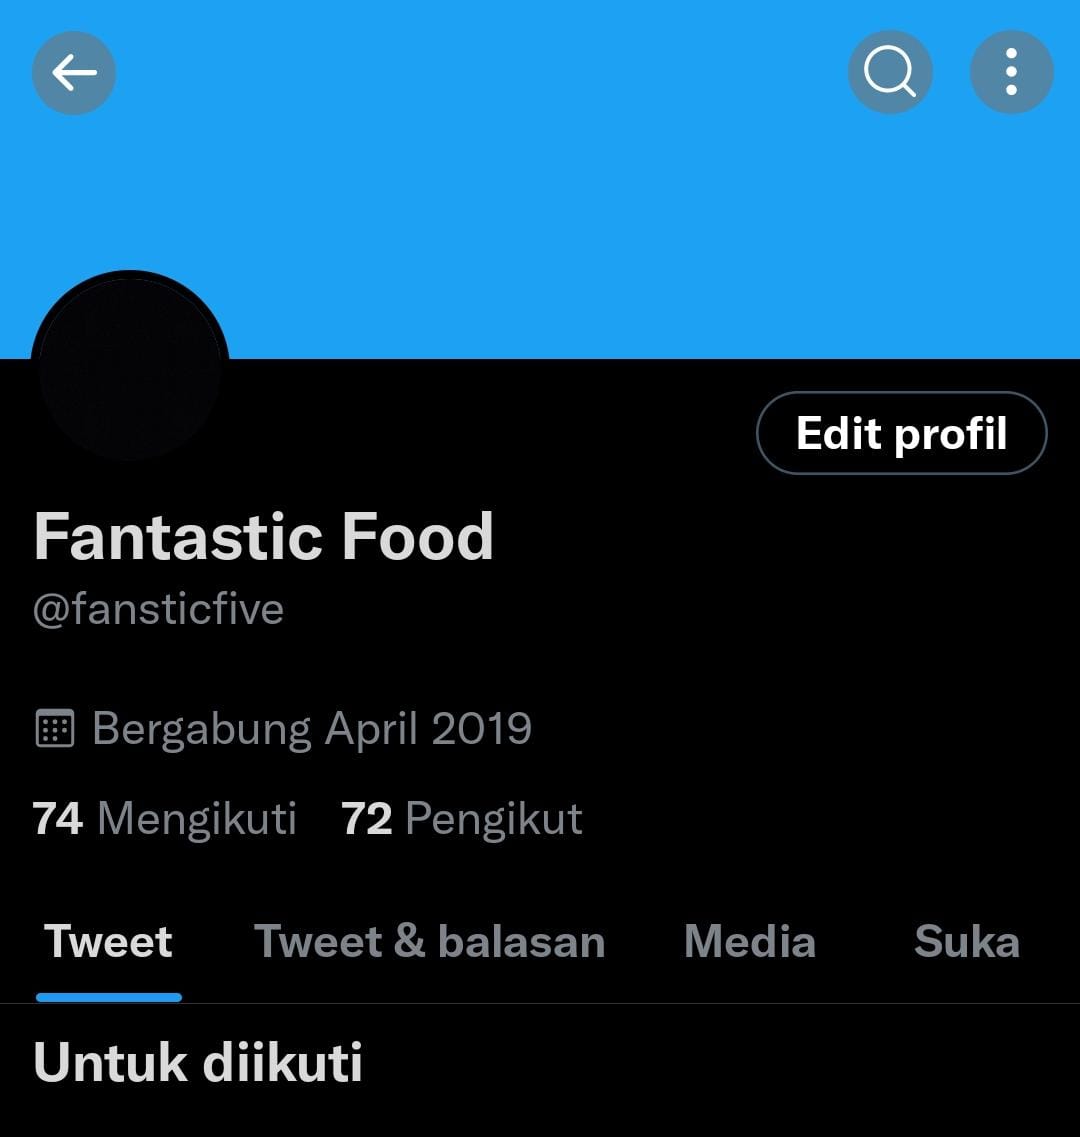 Edit profil
Fantastic Food
@fansticfive
Bergabung April 2019
74 Mengikuti 72 Pengikut
Tweet Tweet & balasan Media Suka
Untuk diikuti